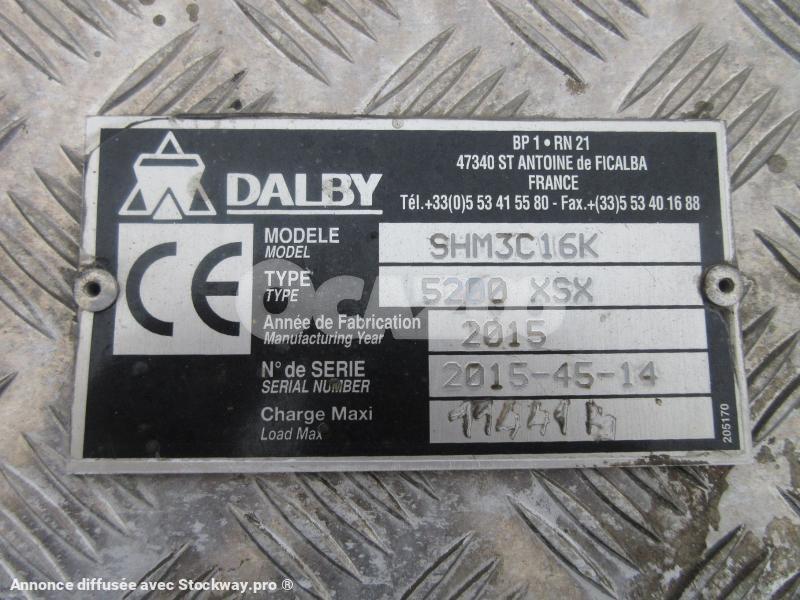 DALBY
BP 1 • RN 21
47340 ST ANTOINE de FICALBA
FRANCE
Tél.+33(0)5 53 41 55 80 - Fax.+(33)5 53 40 16 88
CE
MODELE
MODEL
SHM3C16K
TYPE
TYPE
5200 XSX
Année de Fabrication
Manufacturing Year
2015
N° de SERIE
SERIAL NUMBER
2015-45-14
Charge Maxi
Load Max
205170
Annonce diffusée avec Stockway.pro ®